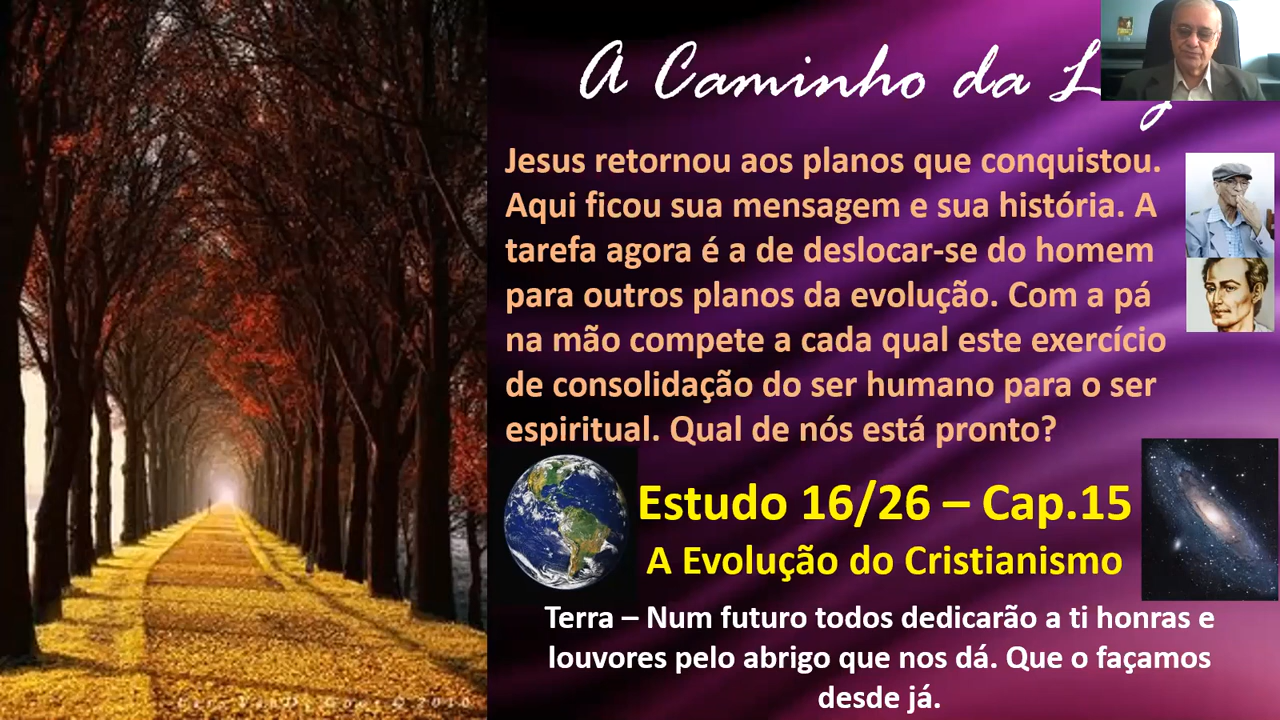 A Caminho da
Jesus retornou aos planos que conquistou.
Aqui ficou sua mensagem e sua história. A
tarefa agora é a de deslocar-se do homem
para outros planos da evolução. Com a pá
na mão compete a cada qual este exercício
de consolidação do ser humano para o ser
espiritual. Qual de nós está pronto?
Estudo 16/26 – Cap.15
A Evolução do Cristianismo
Terra – Num futuro todos dedicarão a ti honras e
louvores pelo abrigo que nos dá. Que o façamos
desde já.